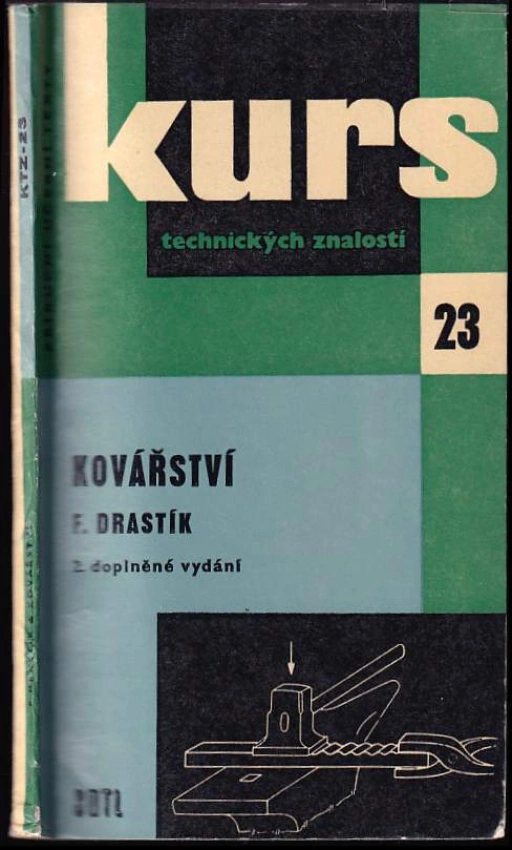 kurs
technických znalostí
23
KOVÁŘSTVÍ
F. DRASTÍK
2. doplněné vydání
SNTL
KTZ-23